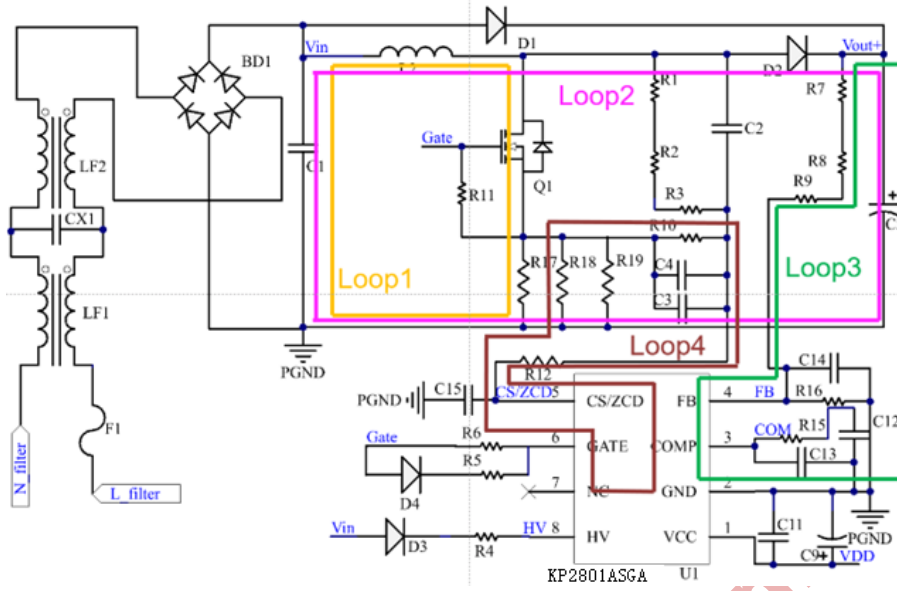 D1
BD1
Vin
D2
Vout+
Loop2
R1
R7
C2
Gate
C1
LF2
R2
R8
Q1
R9
R11
R3
CX1
R10
R17
R18
R19
C4
Loop1
Loop3
C3
LF1
Loop4
PGND
R12
C14
C15
CS/ZCD
5
CS/ZCD
FB
4
FB
R16
PGND
F1
Gate
R6
6
GATE
COMP
3
COM
R15
C12
R5
C13
D4
7
NC
GND
2
N_filter
L_filter
Vin
HV
8
HV
VCC
1
C11
PGND
D3
R4
C9
VDD
KP2801ASGA
U1